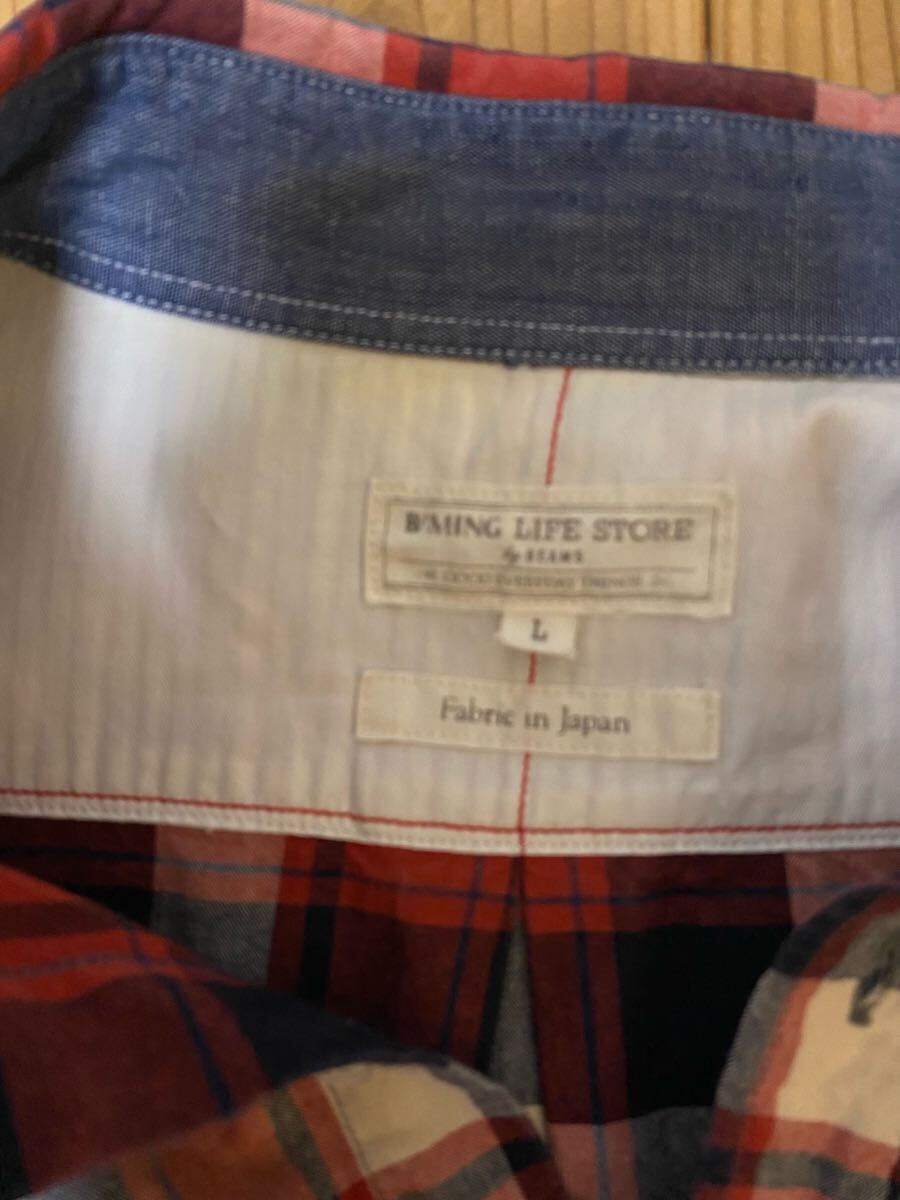 B:MING LIFE STORE
by BEAMS
L
Fabric in Japan